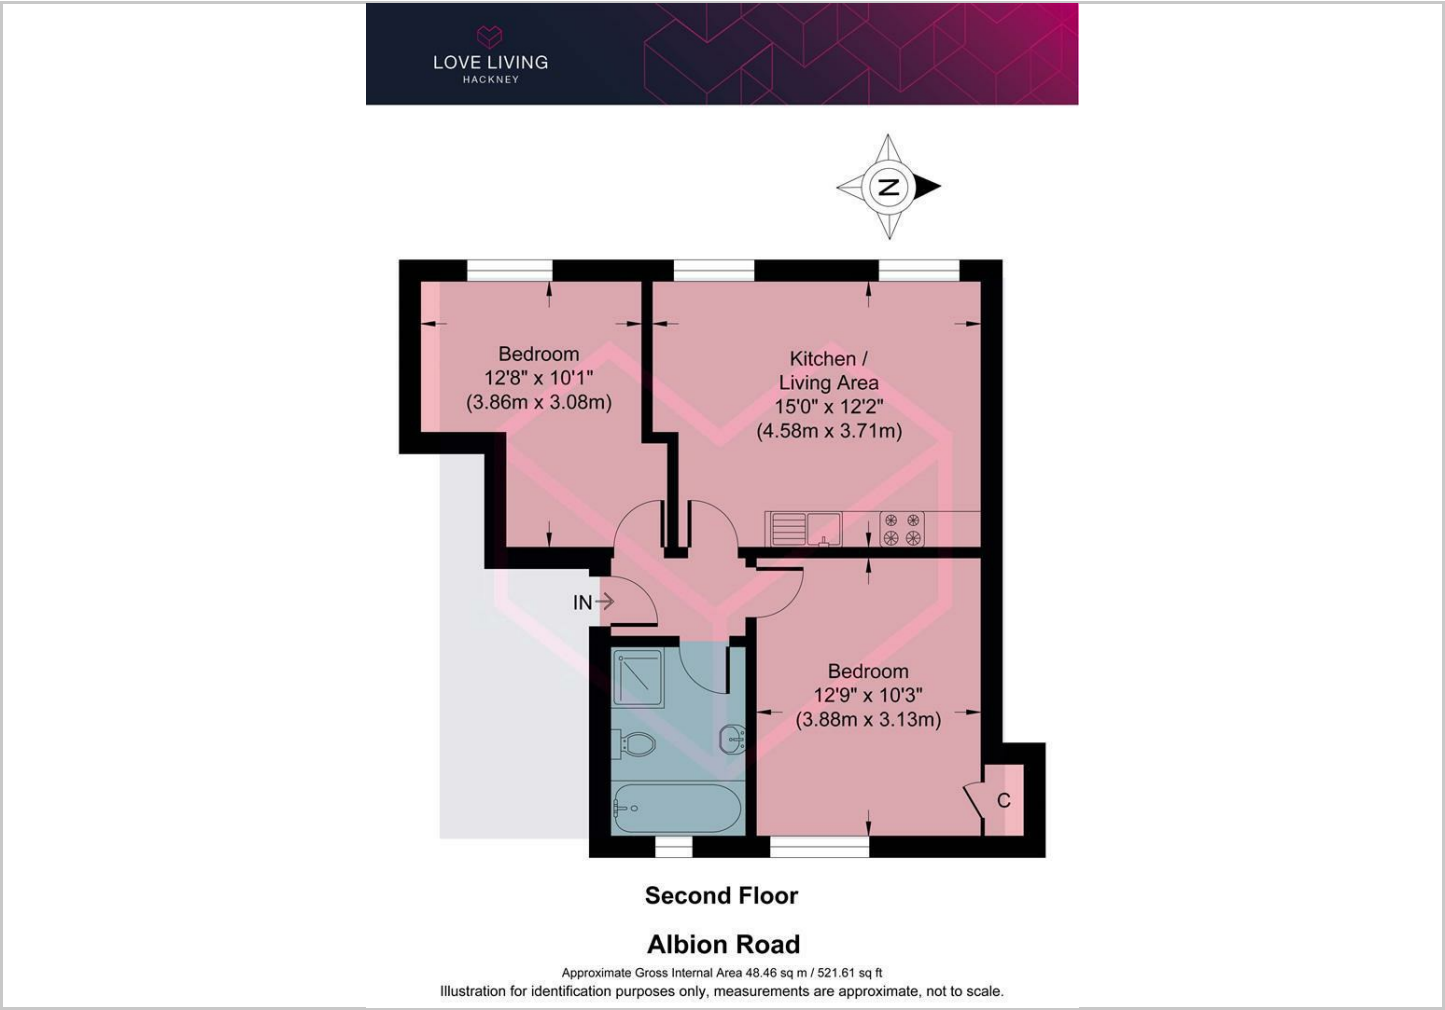 LOVE LIVING
HACKNEY
N
Bedroom
12'8" x 10'1"
(3.86m x 3.08m)
Kitchen /
Living Area
15'0" x 12'2"
(4.58m x 3.71m)
IN
Bedroom
12'9" x 10'3"
(3.88m x 3.13m)
C
Second Floor
Albion Road
Approximate Gross Internal Area 48.46 sq m / 521.61 sq ft
Illustration for identification purposes only, measurements are approximate, not to scale.